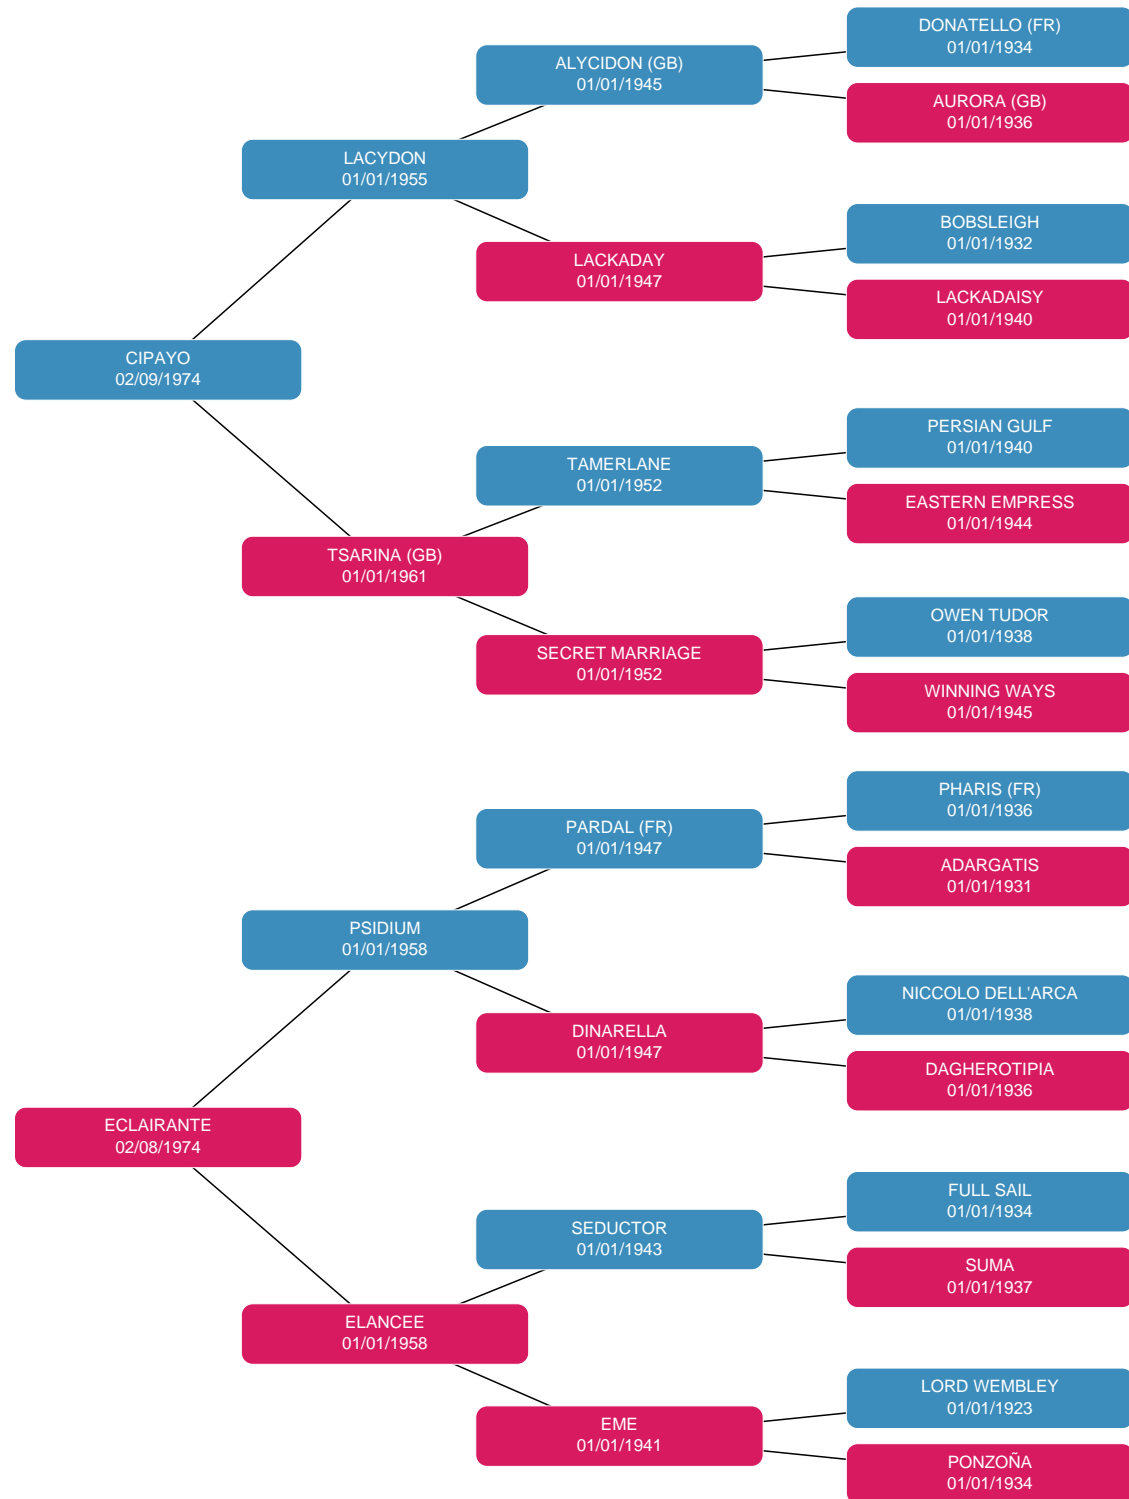 DONATELLO (FR)
01/01/1934
ALYCIDON (GB)
01/01/1945
AURORA (GB)
01/01/1936
LACYDON
01/01/1955
BOBSLEIGH
01/01/1932
LACKADAY
01/01/1947
LACKADAISY
01/01/1940
CIPAYO
02/09/1974
PERSIAN GULF
01/01/1940
TAMERLANE
01/01/1952
EASTERN EMPRESS
01/01/1944
TSARINA (GB)
01/01/1961
OWEN TUDOR
01/01/1938
SECRET MARRIAGE
01/01/1952
WINNING WAYS
01/01/1945
PHARIS (FR)
01/01/1936
PARDAL (FR)
01/01/1947
ADARGATIS
01/01/1931
PSIDIUM
01/01/1958
NICCOLO DELL'ARCA
01/01/1938
DINARELLA
01/01/1947
DAGHEROTIPIA
01/01/1936
ECLAIRANTE
02/08/1974
FULL SAIL
01/01/1934
SEDUCTOR
01/01/1943
SUMA
01/01/1937
ELANCEE
01/01/1958
LORD WEMBLEY
01/01/1923
EME
01/01/1941
PONZOÑA
01/01/1934